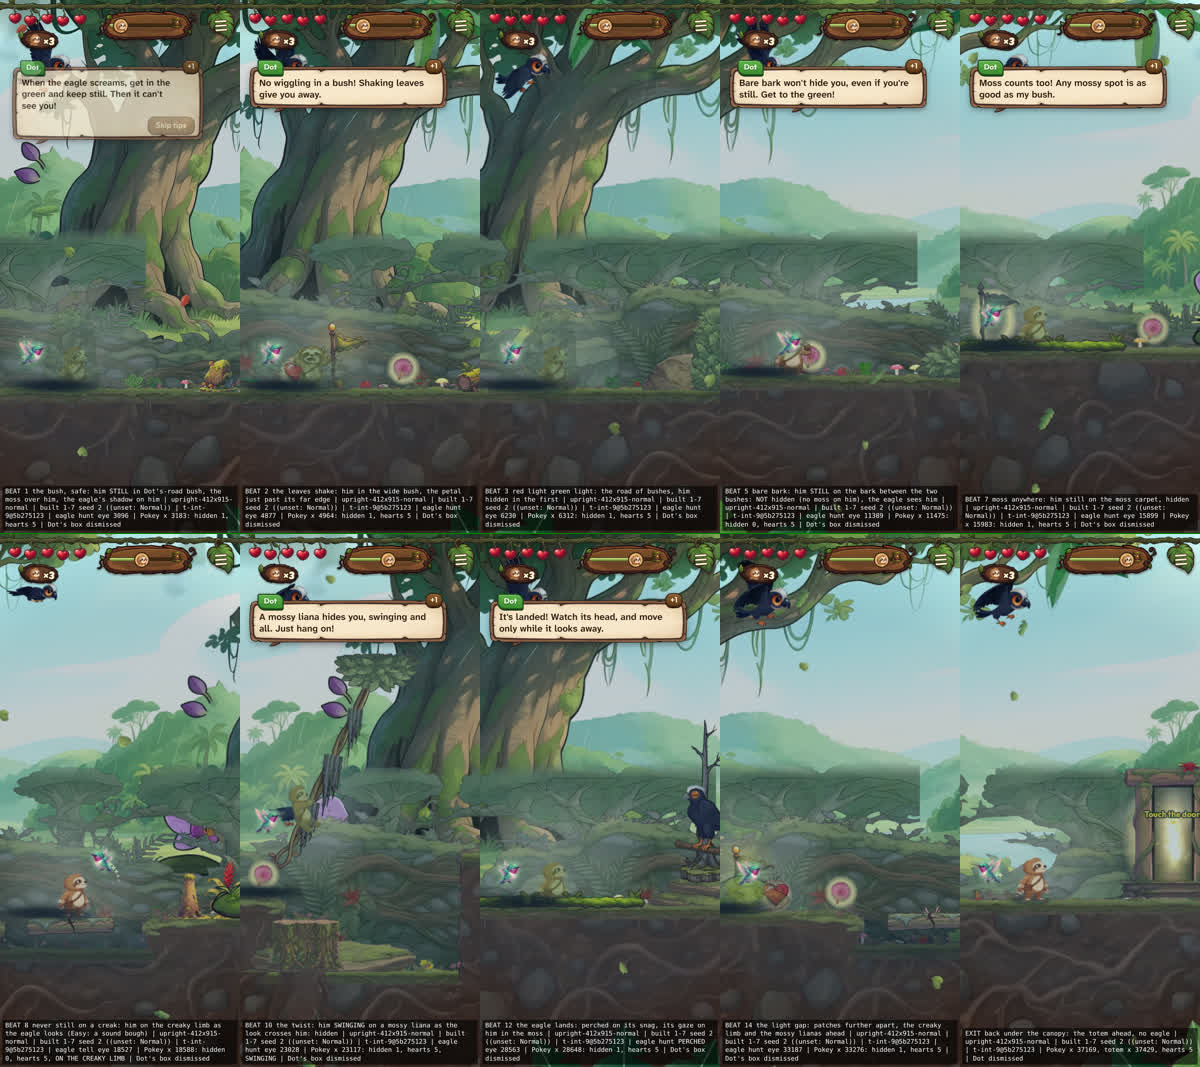 ×3
Dot
+1
When the eagle screams, get in the
green and keep still. Then it can't
see you!
Skip tips
BEAT 1 the bush, safe: him STILL in Dot's-road bush, the
moss over him, the eagle's shadow on him | upright-412x915-
normal | built 1-7 seed 2 ((unset: Normal)) | t-int-
9@5b275123 | eagle hunt eye 3096 | Pokey x 3183: hidden 1,
hearts 5 | Dot's box dismissed
×3
Dot
+1
No wiggling in a bush! Shaking leaves
give you away.
BEAT 2 the leaves shake: him in the wide bush, the petal
just past its far edge | upright-412x915-normal | built 1-7
seed 2 ((unset: Normal)) | t-int-9@5b275123 | eagle hunt
eye 4877 | Pokey x 4964: hidden 1, hearts 5 | Dot's box
dismissed
×3
BEAT 3 red light green light: the road of bushes, him
hidden in the first | upright-412x915-normal | built 1-7
seed 2 ((unset: Normal)) | t-int-9@5b275123 | eagle hunt
eye 6230 | Pokey x 6312: hidden 1, hearts 5 | Dot's box
dismissed
×3
Dot
+1
Bare bark won't hide you, even if you're
still. Get to the green!
BEAT 5 bare bark: him STILL on the bark between the two
bushes: NOT hidden (no moss on him), the eagle sees him |
upright-412x915-normal | built 1-7 seed 2 ((unset: Normal))
| t-int-9@5b275123 | eagle hunt eye 11389 | Pokey x 11475:
hidden 0, hearts 5 | Dot's box dismissed
×3
Dot
+1
Moss counts too! Any mossy spot is as
good as my bush.
BEAT 7 moss anywhere: him still on the moss carpet, hidden
| upright-412x915-normal | built 1-7 seed 2 ((unset:
Normal)) | t-int-9@5b275123 | eagle hunt eye 15899 | Pokey
x 15983: hidden 1, hearts 5 | Dot's box dismissed
×3
BEAT 8 never still on a creak: him on the creaky limb as
the eagle looks (Easy: a sound bough) | upright-412x915-
normal | built 1-7 seed 2 ((unset: Normal)) | t-int-
9@5b275123 | eagle tell eye 18527 | Pokey x 18588: hidden
0, hearts 5, ON THE CREAKY LIMB | Dot's box dismissed
×3
Dot
+1
A mossy liana hides you, swinging and
all. Just hang on!
BEAT 10 the twist: him SWINGING on a mossy liana as the
look crosses him: hidden | upright-412x915-normal | built
1-7 seed 2 ((unset: Normal)) | t-int-9@5b275123 | eagle
hunt eye 23028 | Pokey x 23117: hidden 1, hearts 5,
SWINGING | Dot's box dismissed
×3
Dot
+1
It's landed! Watch its head, and move
only while it looks away.
BEAT 12 the eagle lands: perched on its snag, its gaze on
him in the moss | upright-412x915-normal | built 1-7 seed 2
((unset: Normal)) | t-int-9@5b275123 | eagle hunt PERCHED
eye 28563 | Pokey x 28648: hidden 1, hearts 5 | Dot's box
dismissed
×3
BEAT 14 the light gap: patches further apart, the creaky
limb and the mossy lianas ahead | upright-412x915-normal |
built 1-7 seed 2 ((unset: Normal)) | t-int-9@5b275123 |
eagle hunt eye 33187 | Pokey x 33276: hidden 1, hearts 5 |
Dot's box dismissed
×3
Touch the door
EXIT back under the canopy: the totem ahead, no eagle |
upright-412x915-normal | built 1-7 seed 2 ((unset: Normal))
| t-int-9@5b275123 | Pokey x 37169, totem x 37429, hearts 5
| Dot dismissed